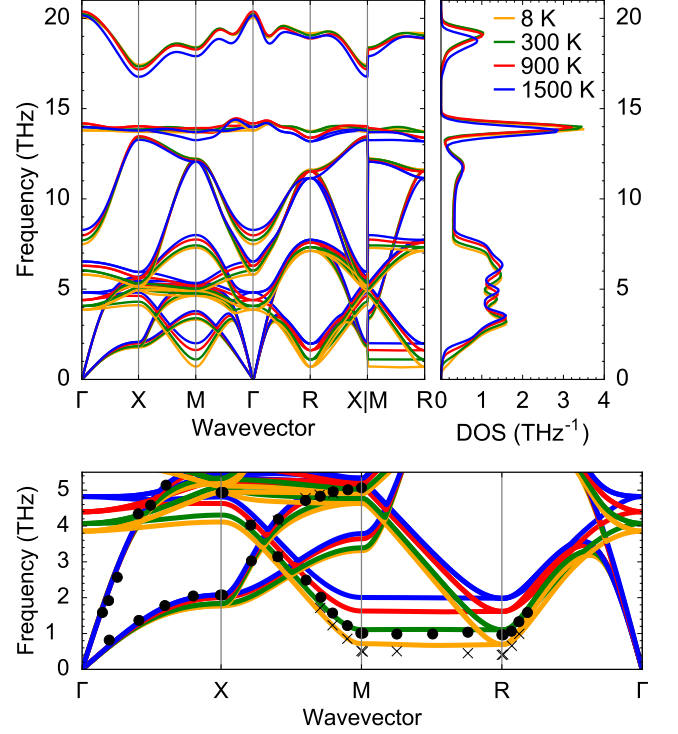 20
15
10
5
0
Frequency (THz)
Γ X M Γ R X|M R
Wavevector
8 K
300 K
900 K
1500 K
20
15
10
5
0
0 1 2 3 4
DOS (THz⁻¹)
5
4
3
2
1
0
Frequency (THz)
Γ X M R Γ
Wavevector